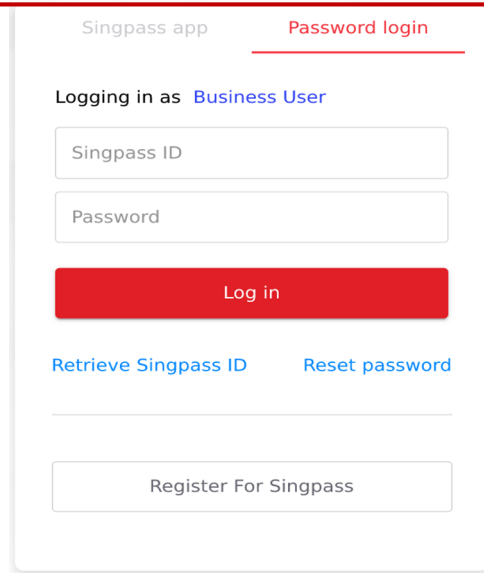 Singpass app Password login
Logging in as Business User
Singpass ID
Password
Log in
Retrieve Singpass ID Reset password
Register For Singpass